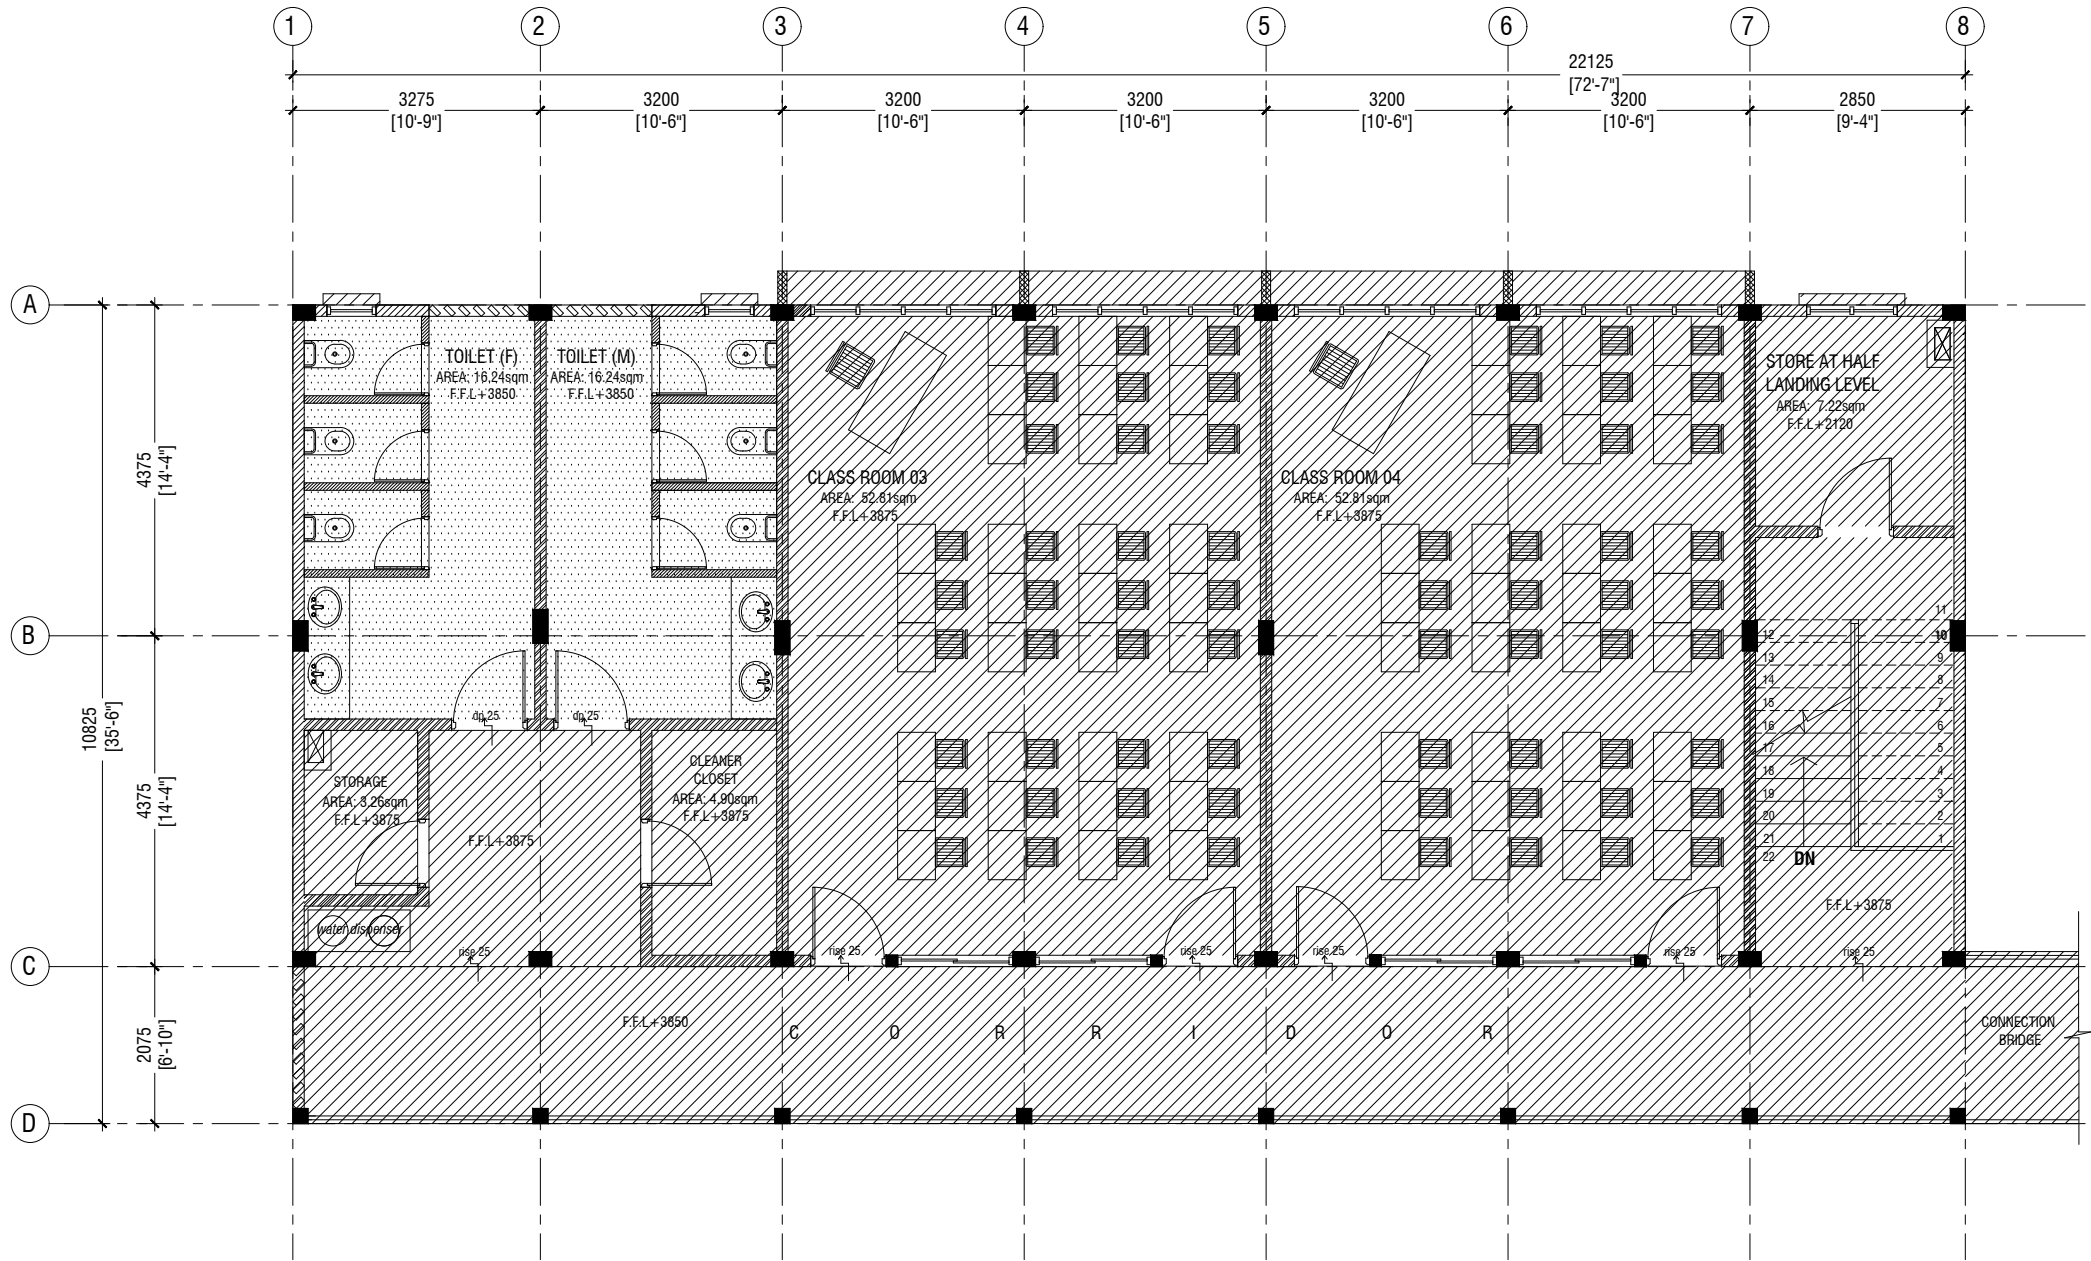 1 2 3 4 5 6 7 8
22125
[72'-7"]
3275 3200 3200 3200 3200 3200 2850
[10'-9"] [10'-6"] [10'-6"] [10'-6"] [10'-6"] [10'-6"] [9'-4"]
A
B
C
D
10825
[35'-6"]
4375
[14'-4"]
4375
[14'-4"]
2075
[6'-10"]
TOILET (F)
AREA: 16.24sqm
F.F.L+3850
TOILET (M)
AREA: 16.24sqm
F.F.L+3850
CLASS ROOM 03
AREA: 52.81sqm
F.F.L+3875
CLASS ROOM 04
AREA: 52.81sqm
F.F.L+3875
STORE AT HALF
LANDING LEVEL
AREA: 7.22sqm
F.F.L+2120
dp 25
dp 25
STORAGE
AREA: 3.26sqm
F.F.L+3875
F.F.L+3875
CLEANER
CLOSET
AREA: 4.90sqm
F.F.L+3875
water dispenser
11
12 10
13 9
14 8
15 7
16 6
17 5
18 4
19 3
20 2
21 1
22 DN
F.F.L+3875
rise 25
rise 25
rise 25
rise 25
rise 25
rise 25
F.F.L+3850
C O R R I D O R
CONNECTION
BRIDGE